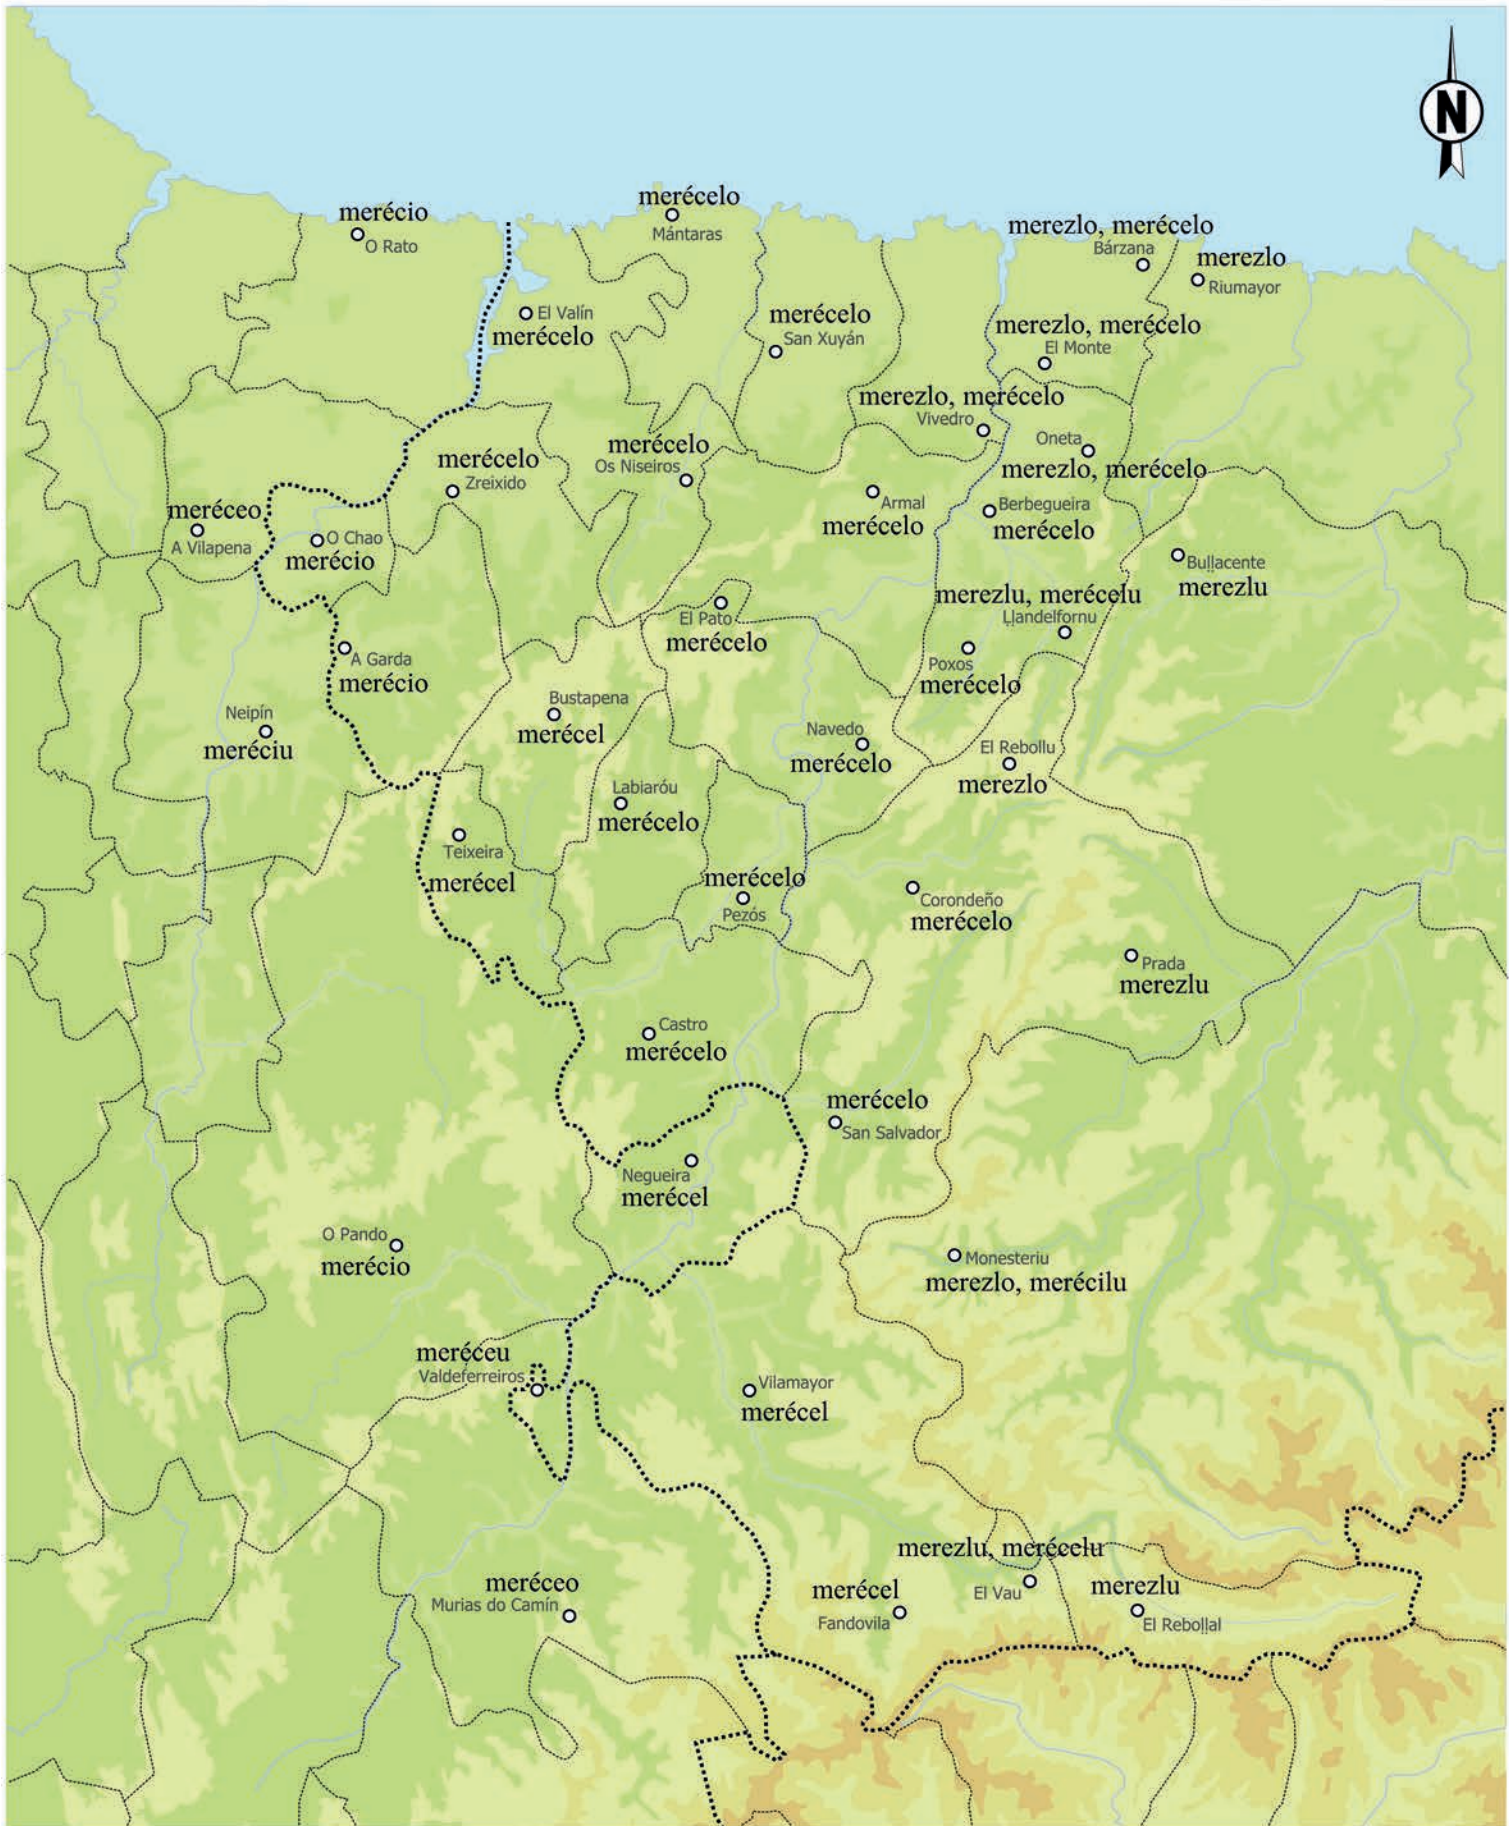 N
merécio
O Rato
merécelo
Mántaras
merezlo, merécelo
Bárzana
merezlo
Riumayor
El Valín
merécelo
merécelo
San Xuyán
merezlo, merécelo
El Monte
merezlo, merécelo
Vivedro
Oneta
merezlo, merécelo
merécelo
Zreixido
merécelo
Os Niseiros
Armal
merécelo
Berbegueira
merécelo
meréceo
A Vilapena
O Chao
merécio
Buḷḷacente
merezlu
merezlu, merécelu
Ḷḷandelfornu
El Pato
merécelo
A Garda
merécio
Poxos
merécelo
Neipín
meréciu
Bustapena
merécel
Navedo
merécelo
El Rebollu
merezlo
Labiaróu
merécelo
Teixeira
merécel
merécelo
Pezós
Corondeño
merécelo
Prada
merezlu
Castro
merécelo
merécelo
San Salvador
Negueira
merécel
O Pando
merécio
Monesteriu
merezlo, merécilu
meréceu
Valdeferreiros
Vilamayor
merécel
merezlu, merécelu
El Vau
meréceo
Murias do Camín
merécel
Fandovila
merezlu
El Reboḷḷal